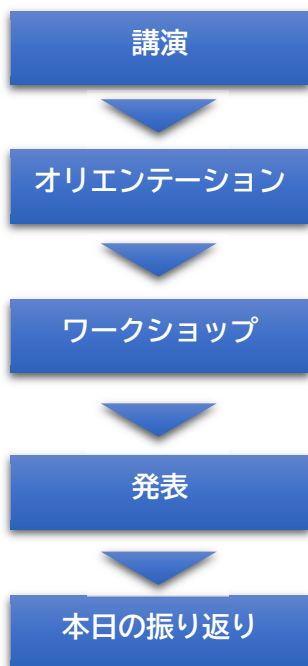 講演
オリエンテーション
ワークショップ
発表
本日の振り返り